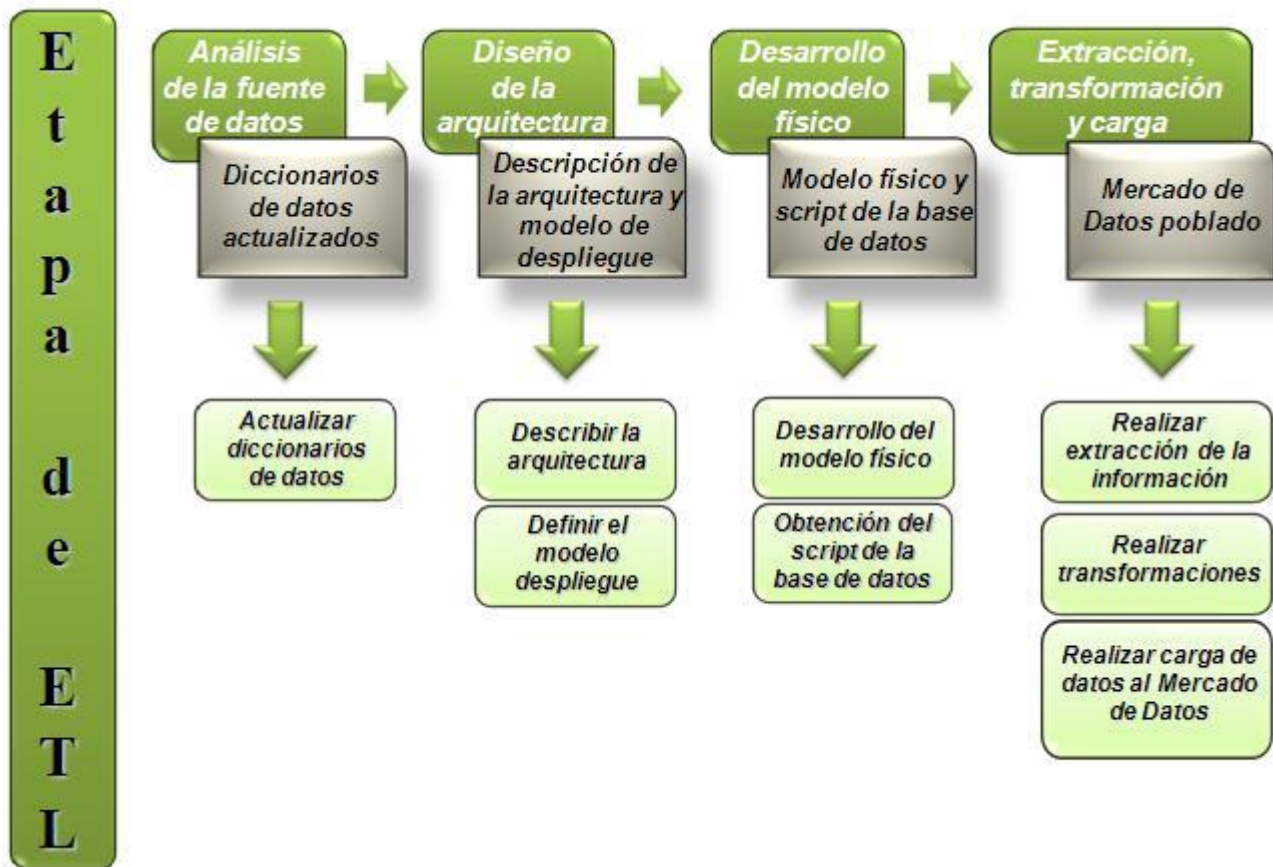 Etapa de ETL
Análisis
de la fuente
de datos
Diseño
de la
arquitectura
Desarrollo
del modelo
físico
Extracción,
transformación
y carga
Diccionarios
de datos
actualizados
Descripción de
la arquitectura y
modelo de
despliegue
Modelo físico y
script de la base
de datos
Mercado de
Datos poblado
Actualizar
diccionarios
de datos
Describir la
arquitectura
Definir el
modelo
despliegue
Desarrollo del
modelo físico
Obtención del
script de la
base de datos
Realizar
extracción de la
información
Realizar
transformaciones
Realizar carga de
datos al Mercado
de Datos